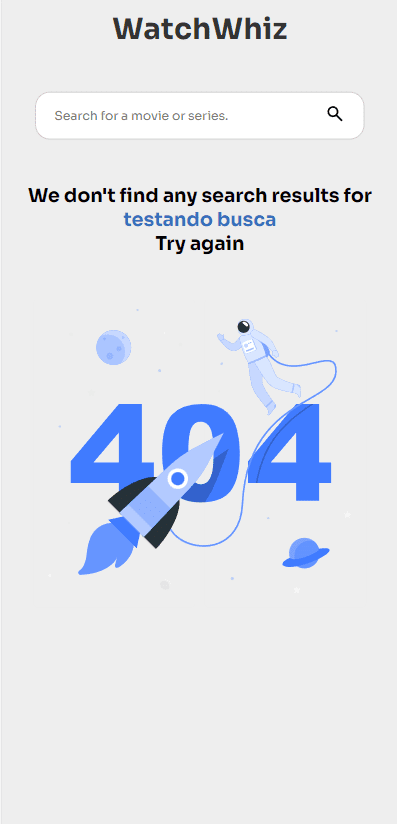 WatchWhiz
Search for a movie or series.
We don't find any search results for
testando busca
Try again
404